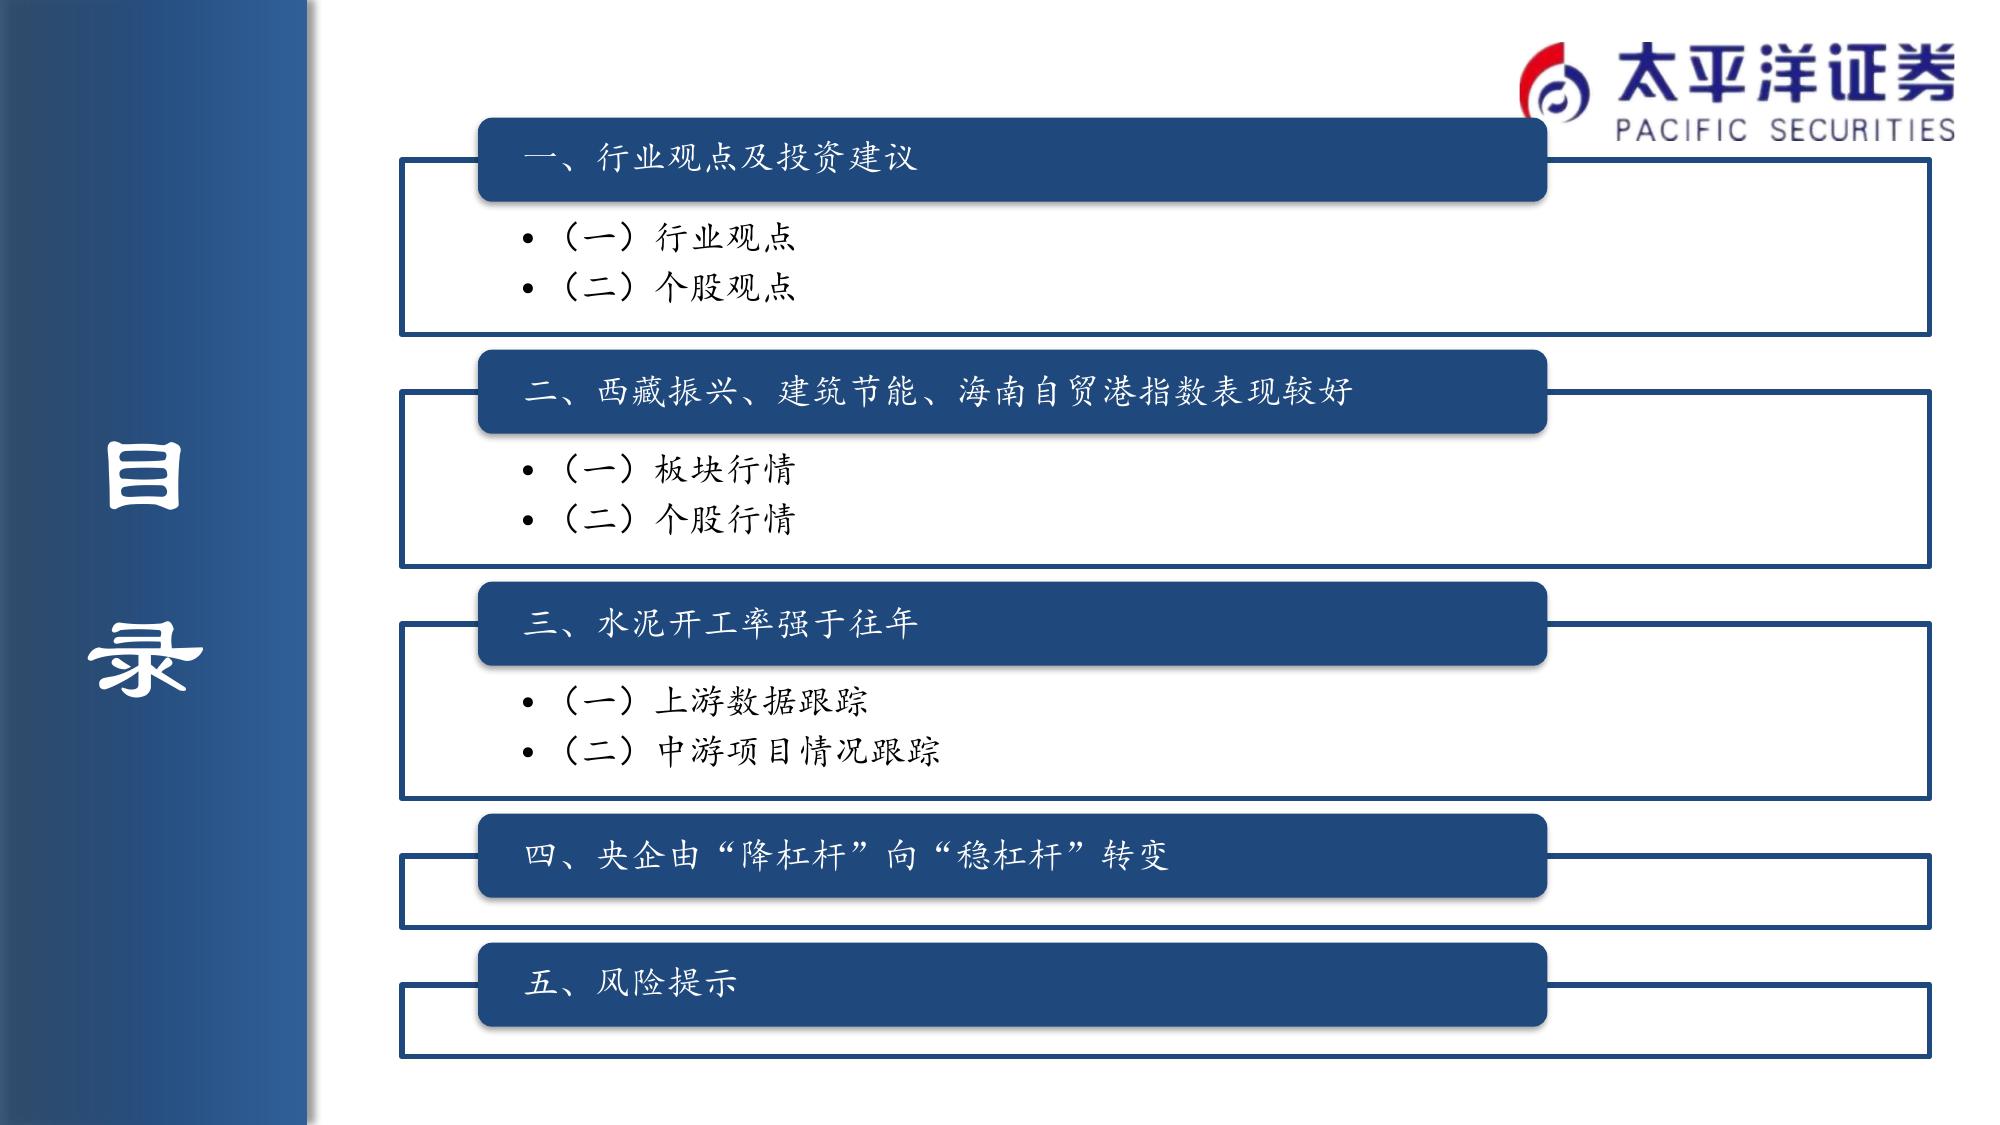 太平洋证券
PACIFIC SECURITIES
目
录
一、行业观点及投资建议
•（一）行业观点
•（二）个股观点
二、西藏振兴、建筑节能、海南自贸港指数表现较好
•（一）板块行情
•（二）个股行情
三、水泥开工率强于往年
•（一）上游数据跟踪
•（二）中游项目情况跟踪
四、央企由“降杠杆”向“稳杠杆”转变
五、风险提示